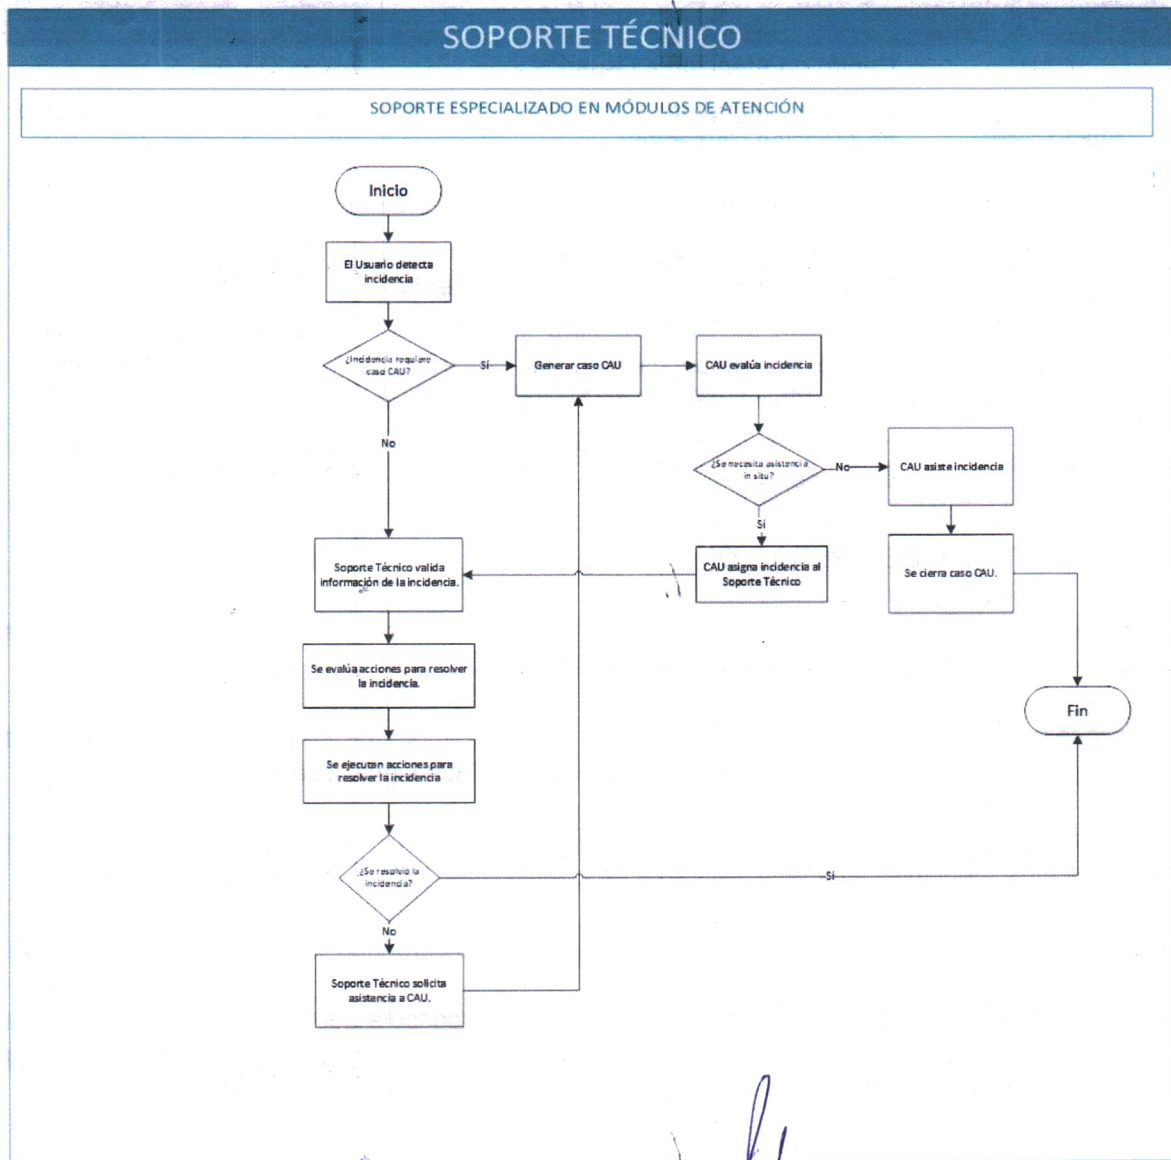 SOPORTE TÉCNICO
SOPORTE ESPECIALIZADO EN MÓDULOS DE ATENCIÓN
Inicio
El Usuario detecta
incidencia
¿Incidencia requiere
caso CAU?
Sí
Generar caso CAU
CAU evalúa incidencia
No
¿Se necesita asistencia
in situ?
No
CAU asiste incidencia
Sí
Soporte Técnico valida
información de la incidencia.
CAU asigna incidencia al
Soporte Técnico
Se cierra caso CAU.
Se evalúa acciones para resolver
la incidencia.
Fin
Se ejecutan acciones para
resolver la incidencia
¿Se resolvió la
incidencia?
Sí
No
Soporte Técnico solicita
asistencia a CAU.